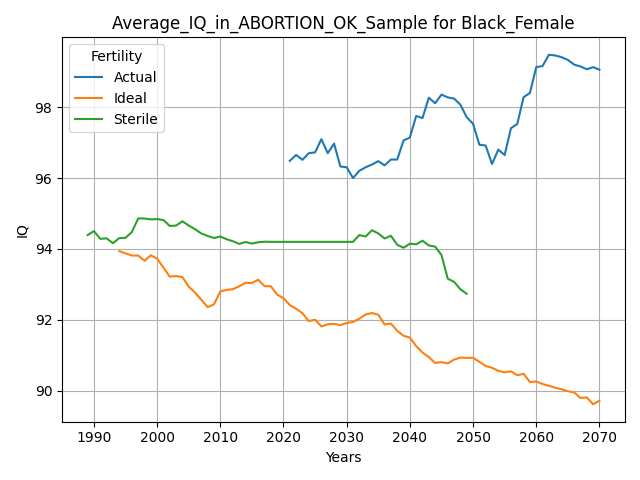 Average_IQ_in_ABORTION_OK_Sample for Black_Female
Fertility
Actual
Ideal
Sterile
IQ
98
96
94
92
90
1990 2000 2010 2020 2030 2040 2050 2060 2070
Years